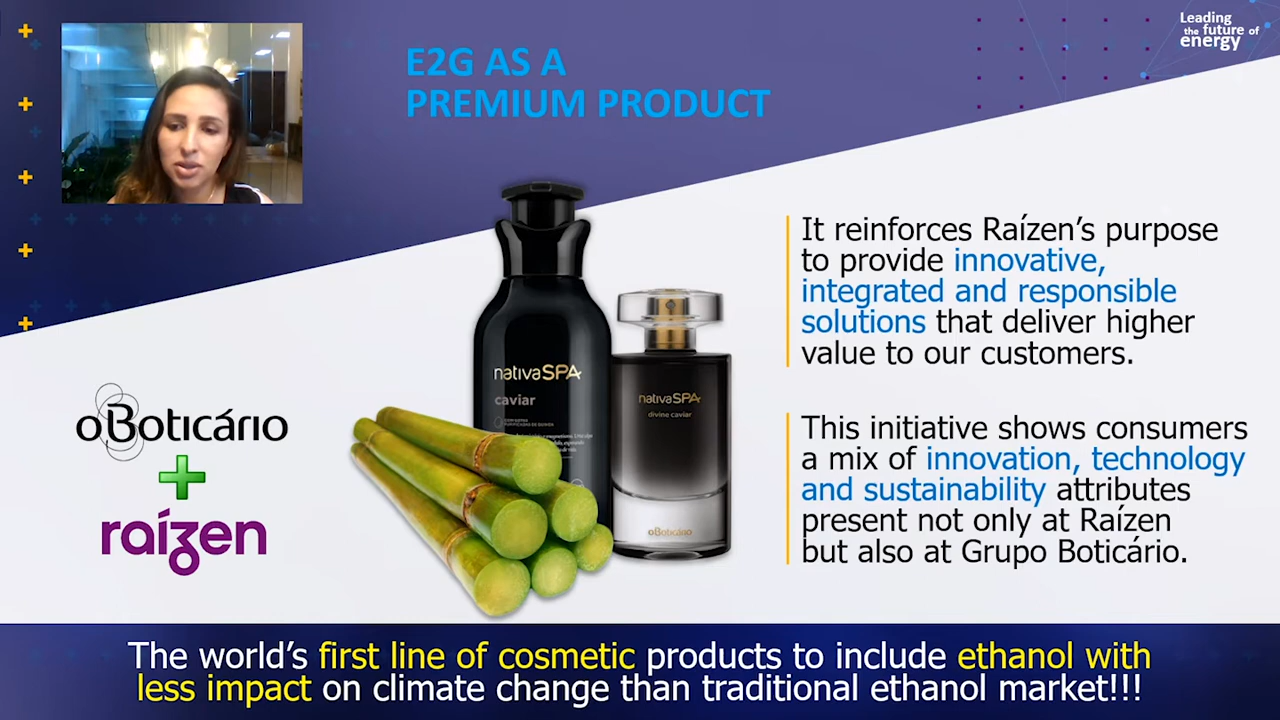 Leading
the future of
energy
E2G AS A
PREMIUM PRODUCT
It reinforces Raízen’s purpose
to provide innovative,
integrated and responsible
solutions that deliver higher
value to our customers.
nativaSPA
caviar
nativaSPA
divine caviar
oBoticário
oBoticário
raízen
This initiative shows consumers
a mix of innovation, technology
and sustainability attributes
present not only at Raízen
but also at Grupo Boticário.
The world’s first line of cosmetic products to include ethanol with
less impact on climate change than traditional ethanol market!!!